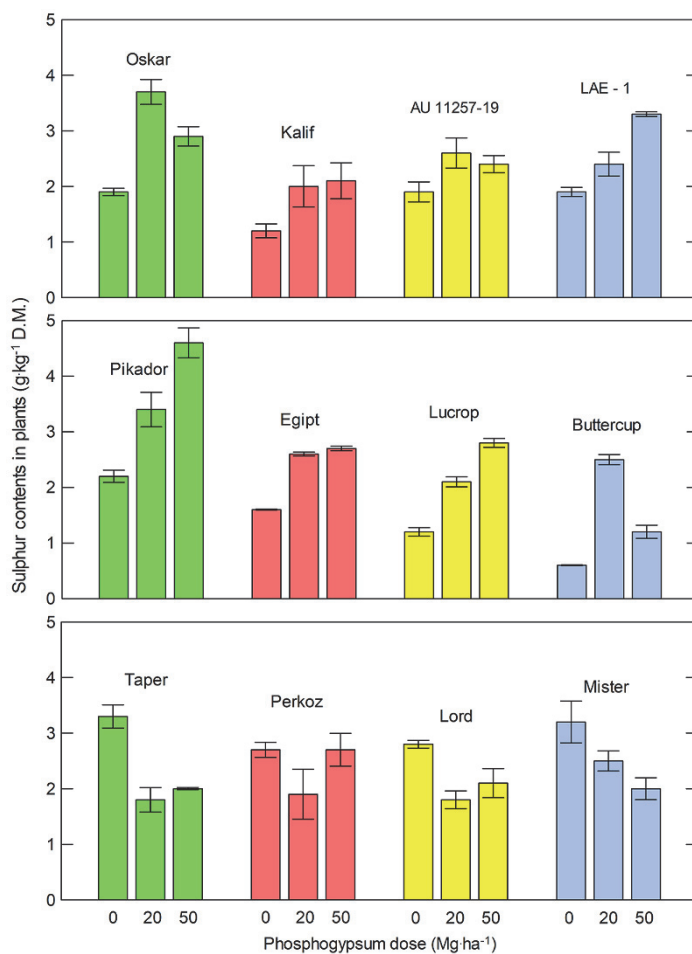 5
Oskar
LAE - 1
4
AU 11257-19
Kalif
3
2
1
0
Sulphur contents in plants (g·kg⁻¹ D.M.)
5
Pikador
4
Egipt
Lucrop
Buttercup
3
2
1
0
5
4
Taper
Mister
Perkoz
Lord
3
2
1
0
0 20 50 0 20 50 0 20 50 0 20 50
Phosphogypsum dose (Mg·ha⁻¹)